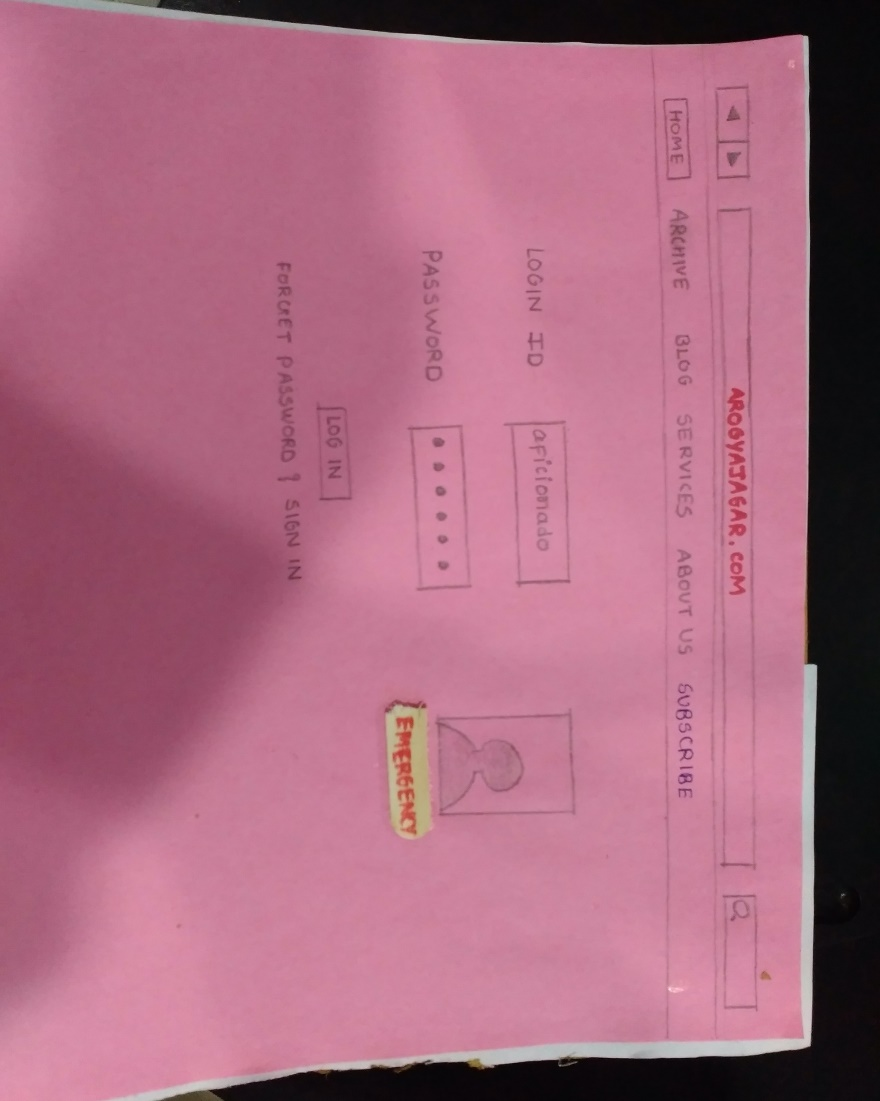 AROGYAJAGAR.COM
HOME ARCHIVE BLOG SERVICES ABOUT US SUBSCRIBE
LOGIN ID aficionado
PASSWORD
EMERGENCY
LOG IN
FORGET PASSWORD ? SIGN IN